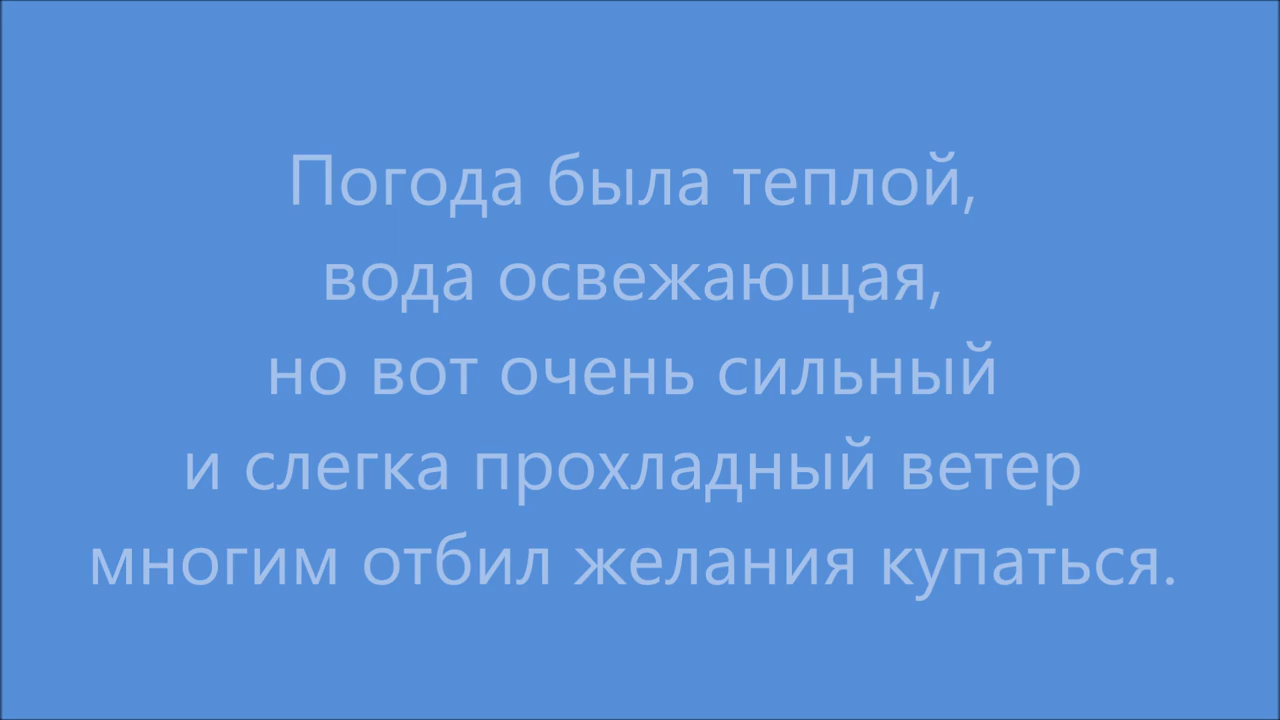 Погода была теплой,
вода освежающая,
но вот очень сильный
и слегка прохладный ветер
многим отбил желания купаться.